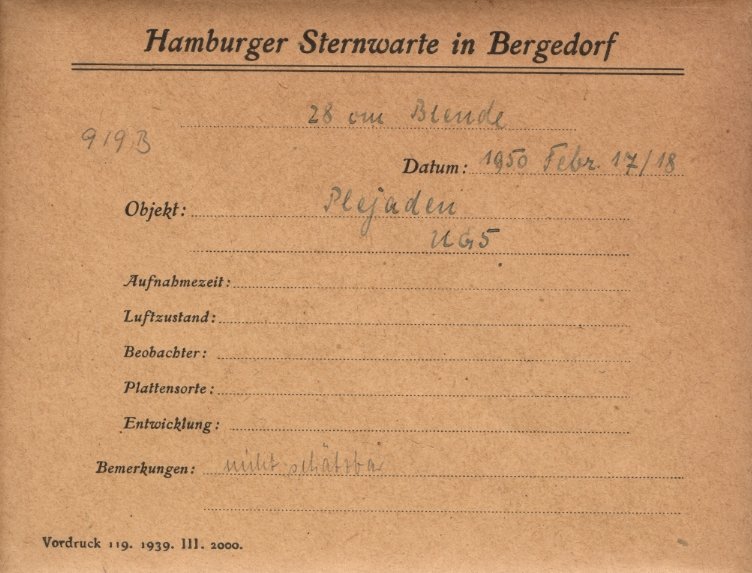 Hamburger Sternwarte in Bergedorf
28 cm Blende
919B
Datum: 1950 Febr. 17/18
Objekt: Plejaden
UG5
Aufnahmezeit:
Luftzustand:
Beobachter:
Plattensorte:
Entwicklung:
Bemerkungen: nicht schätzbar
Vordruck 119. 1939. III. 2000.